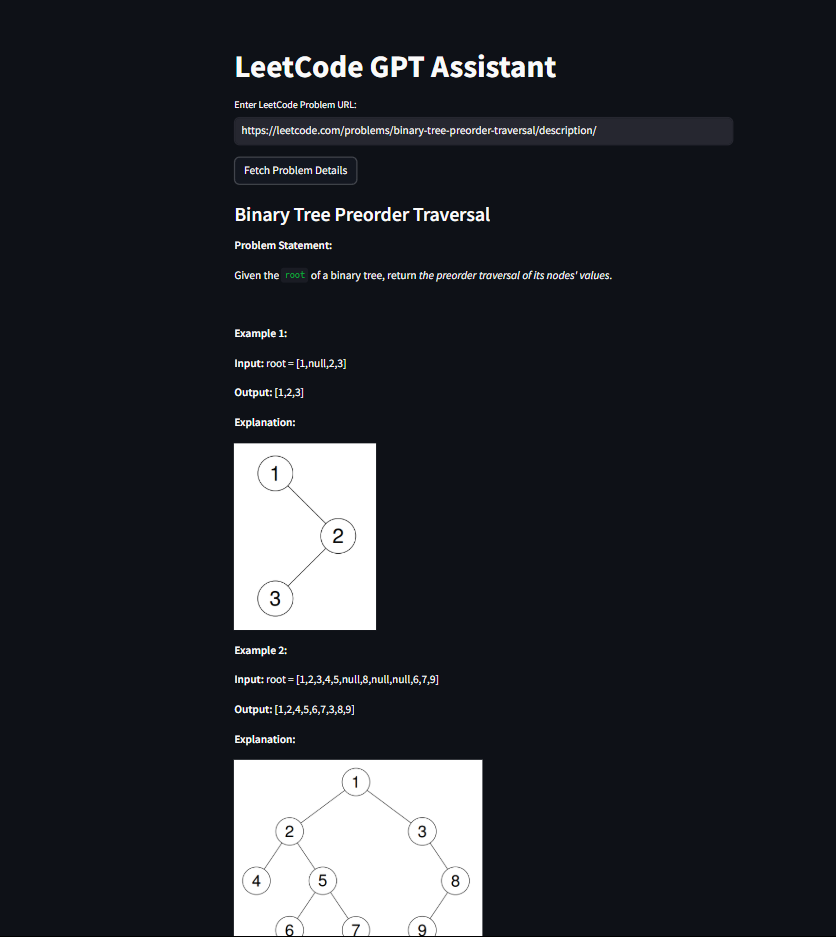 LeetCode GPT Assistant
Enter LeetCode Problem URL:
https://leetcode.com/problems/binary-tree-preorder-traversal/description/
Fetch Problem Details
Binary Tree Preorder Traversal
Problem Statement:
Given the root of a binary tree, return the preorder traversal of its nodes' values.
Example 1:
Input: root = [1,null,2,3]
Output: [1,2,3]
Explanation:
1
2
3
Example 2:
Input: root = [1,2,3,4,5,null,8,null,null,6,7,9]
Output: [1,2,4,5,6,7,3,8,9]
Explanation:
1
2 3
4 5 8
6 7 9